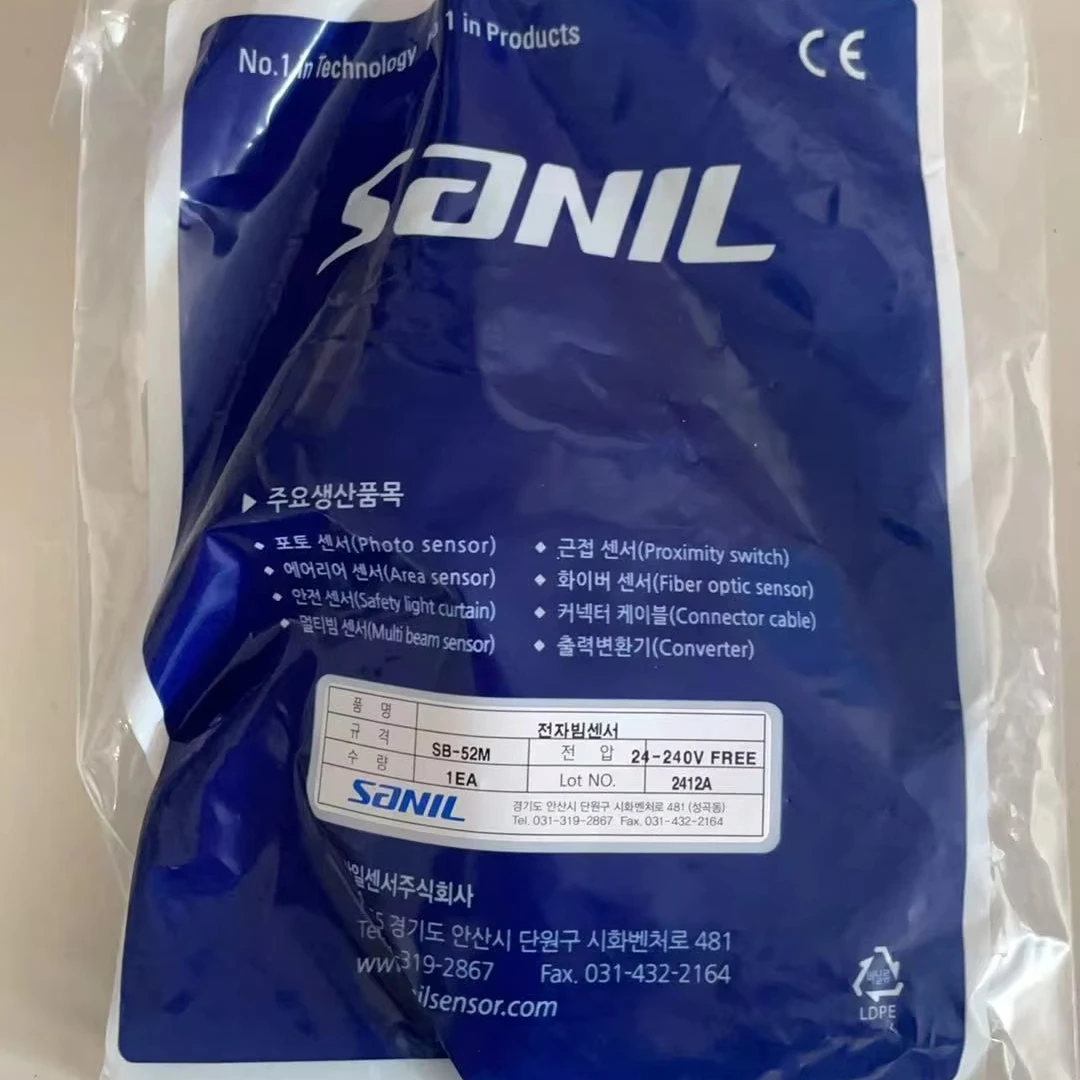 No.1 in Technology 1 in Products
CE
SANIL
▶ 주요생산품목
◆ 포토 센서(Photo sensor)
◆ 에어리어 센서(Area sensor)
◆ 안전 센서(Safety light curtain)
◆ 멀티빔 센서(Multi beam sensor)
◆ 근접 센서(Proximity switch)
◆ 화이버 센서(Fiber optic sensor)
◆ 커넥터 케이블(Connector cable)
◆ 출력변환기(Converter)
품 명 전자빔센서
규 격 SB-52M 전 압 24-240V FREE
수 량 1EA Lot NO. 2412A
SANIL 경기도 안산시 단원구 시화벤처로 481 (성곡동)
Tel. 031-319-2867 Fax. 031-432-2164
일센서주식회사
경기도 안산시 단원구 시화벤처로 481
Tel 319-2867 Fax. 031-432-2164
ilsensor.com
LDPE